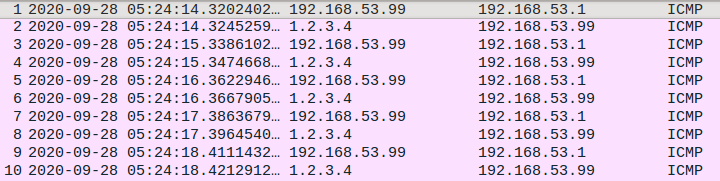 1 2020-09-28 05:24:14.3202402… 192.168.53.99 192.168.53.1 ICMP
2 2020-09-28 05:24:14.3245259… 1.2.3.4 192.168.53.99 ICMP
3 2020-09-28 05:24:15.3386102… 192.168.53.99 192.168.53.1 ICMP
4 2020-09-28 05:24:15.3474668… 1.2.3.4 192.168.53.99 ICMP
5 2020-09-28 05:24:16.3622946… 192.168.53.99 192.168.53.1 ICMP
6 2020-09-28 05:24:16.3667905… 1.2.3.4 192.168.53.99 ICMP
7 2020-09-28 05:24:17.3863679… 192.168.53.99 192.168.53.1 ICMP
8 2020-09-28 05:24:17.3964540… 1.2.3.4 192.168.53.99 ICMP
9 2020-09-28 05:24:18.4111432… 192.168.53.99 192.168.53.1 ICMP
10 2020-09-28 05:24:18.4212912… 1.2.3.4 192.168.53.99 ICMP